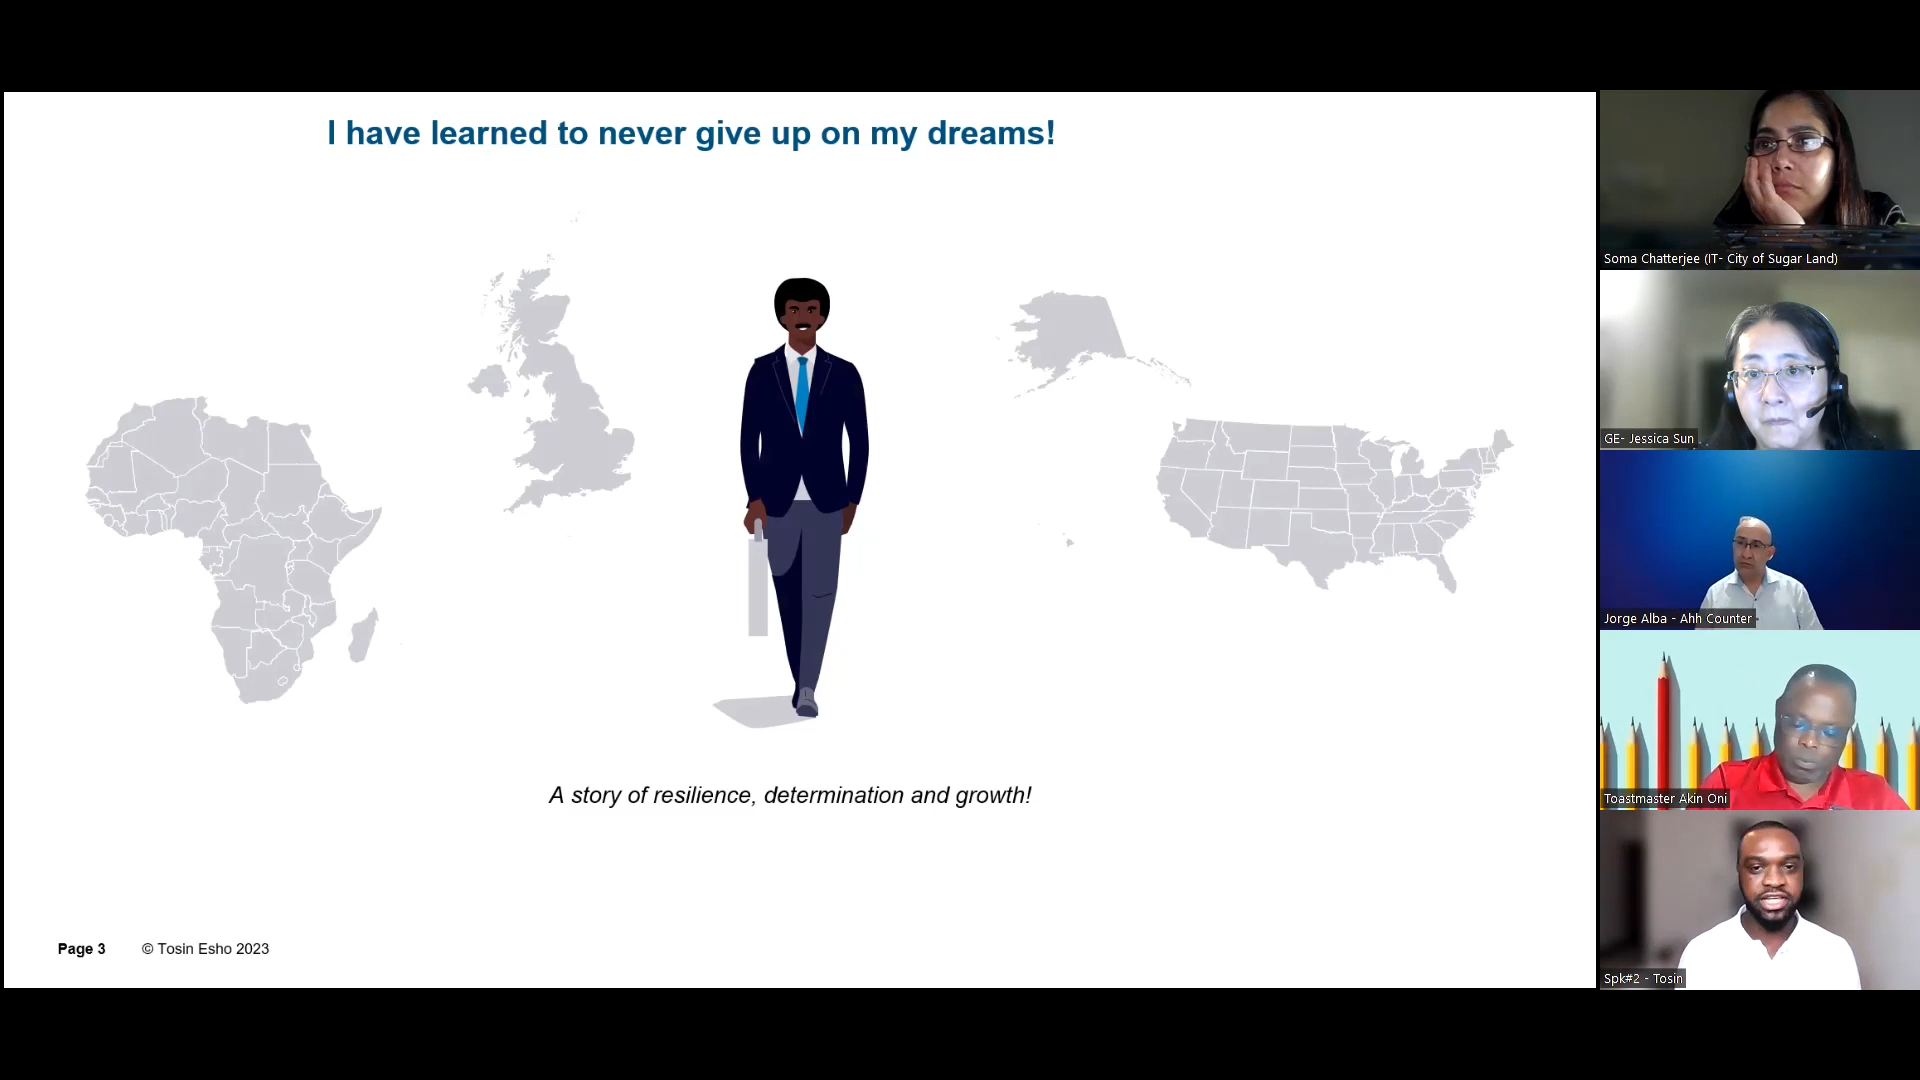 I have learned to never give up on my dreams!
A story of resilience, determination and growth!
Page 3 © Tosin Esho 2023
Soma Chatterjee (IT- City of Sugar Land)
GE- Jessica Sun
Jorge Alba - Ahh Counter
Toastmaster Akin Oni
Spk#2 - Tosin